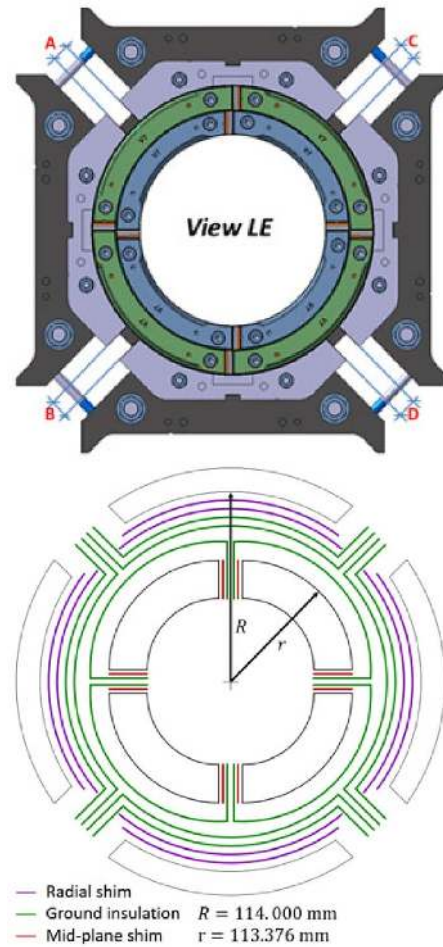 A
C
View LE
B
D
R
r
Radial shim
Ground insulation R = 114.000 mm
Mid-plane shim r = 113.376 mm